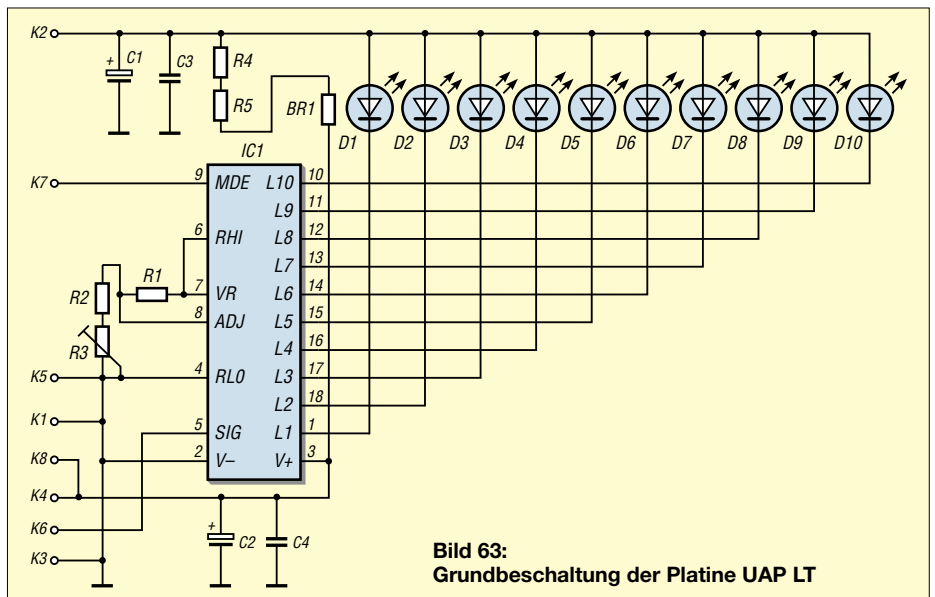 K2 + C1 C3 R4
R5 BR1
D1 D2 D3 D4 D5 D6 D7 D8 D9 D10
IC1
K7 9 MDE L10 10
L9 11
6 RHI L8 12
L7 13
R2 R1 7 VR L6 14
8 ADJ L5 15
R3 L4 16
K5 4 RLO L3 17
K1 L2 18
5 SIG L1 1
K8 2 V– V+ 3
K4
K6 + C2 C4
K3
Bild 63:
Grundbeschaltung der Platine UAP LT